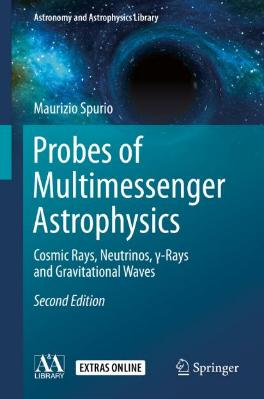 Astronomy and Astrophysics Library
Maurizio Spurio
Probes of
Multimessenger
Astrophysics
Cosmic Rays, Neutrinos, γ-Rays
and Gravitational Waves
Second Edition
A&A
LIBRARY
EXTRAS ONLINE
Springer